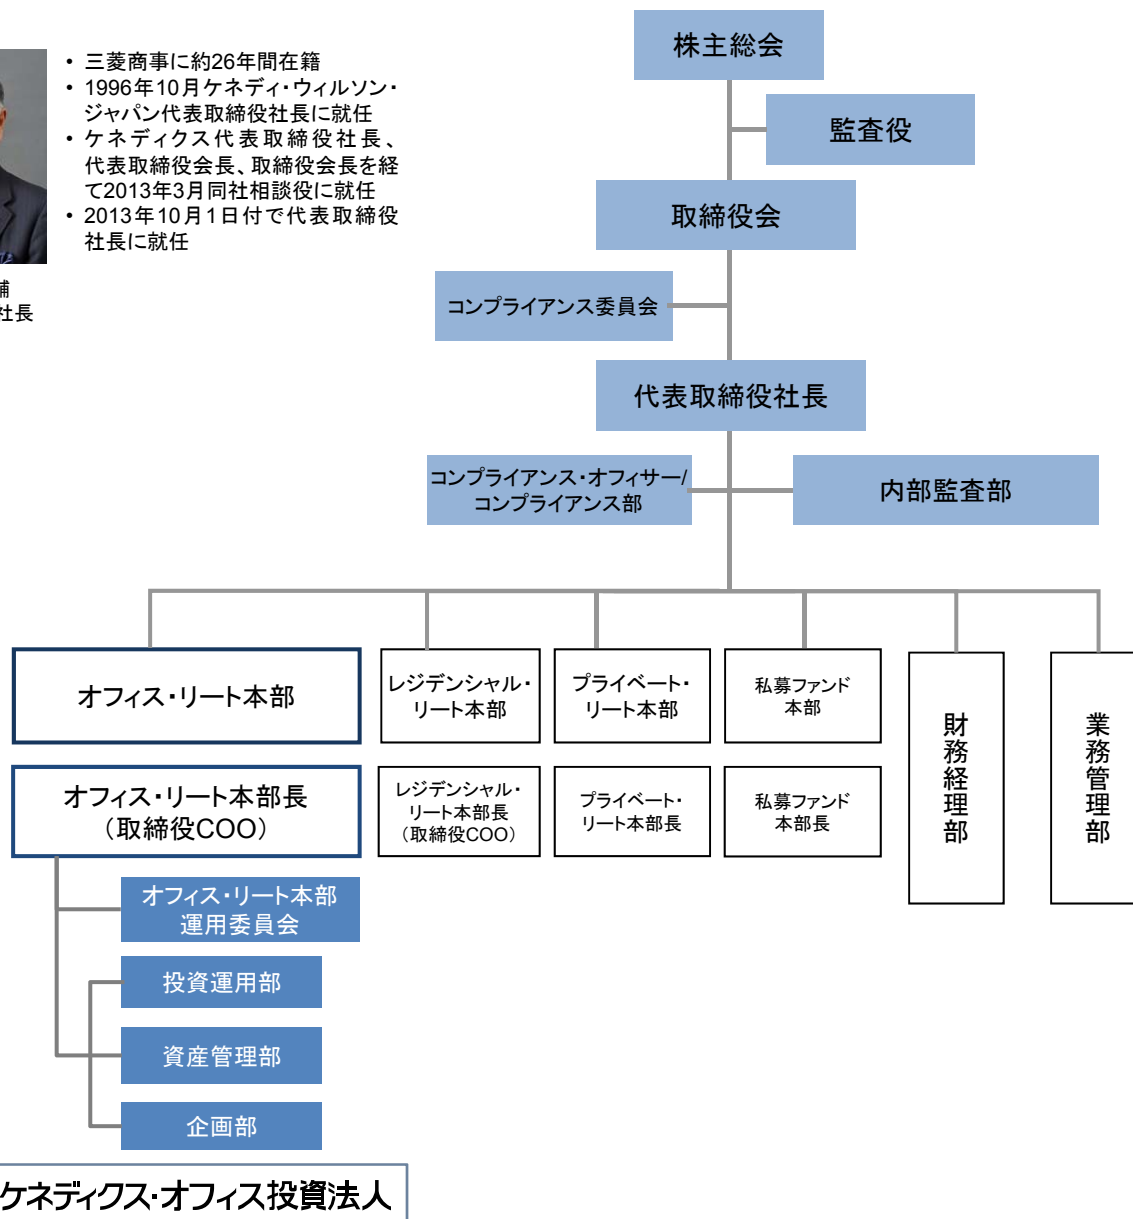 • 三菱商事に約26年間在籍
• 1996年10月ケネディ・ウィルソン・
ジャパン代表取締役社長に就任
• ケネディクス代表取締役社長、
代表取締役会長、取締役会長を経
て2013年3月同社相談役に就任
• 2013年10月1日付で代表取締役
社長に就任
社長
株主総会
監査役
取締役会
コンプライアンス委員会
代表取締役社長
コンプライアンス・オフィサー/
コンプライアンス部
内部監査部
オフィス・リート本部
レジデンシャル・
リート本部
プライベート・
リート本部
私募ファンド
本部
財務経理部
業務管理部
オフィス・リート本部長
（取締役COO）
レジデンシャル・
リート本部長
（取締役COO）
プライベート・
リート本部長
私募ファンド
本部長
オフィス・リート本部
運用委員会
投資運用部
資産管理部
企画部
ケネディクス・オフィス投資法人